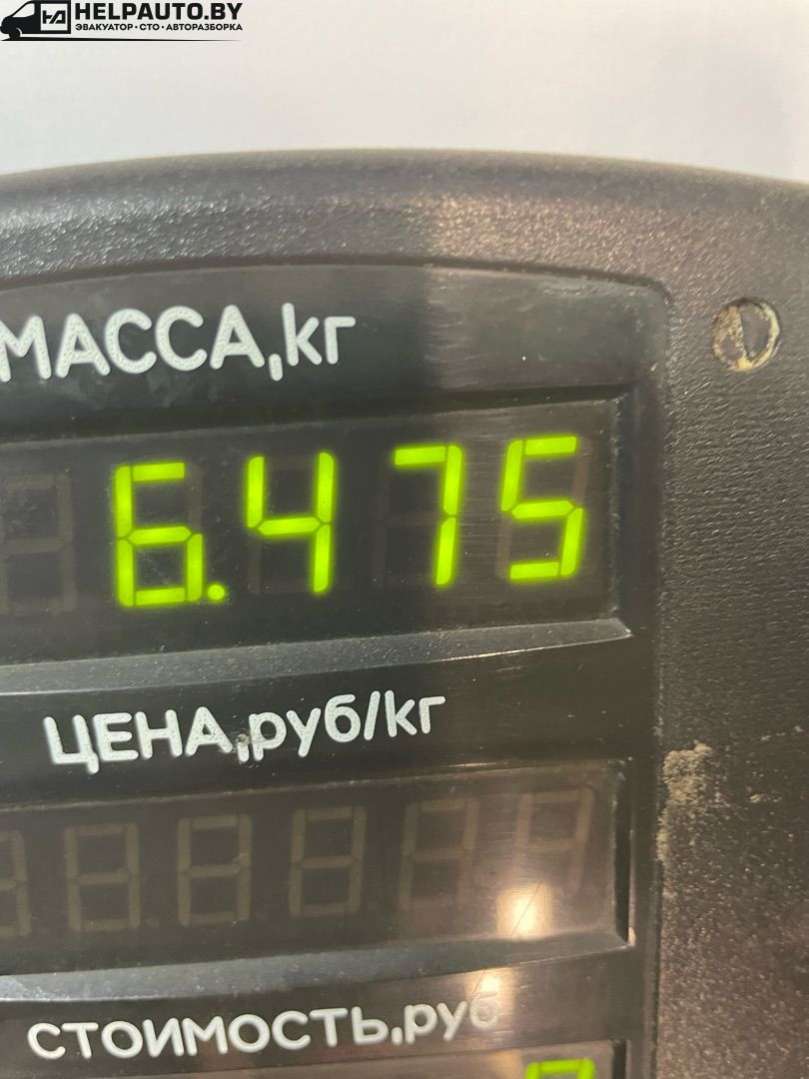 HELPAUTO.BY
ЭВАКУАТОР • СТО • АВТОРАЗБОРКА
МАССА,кг
6.475
ЦЕНА,руб/кг
СТОИМОСТЬ,руб